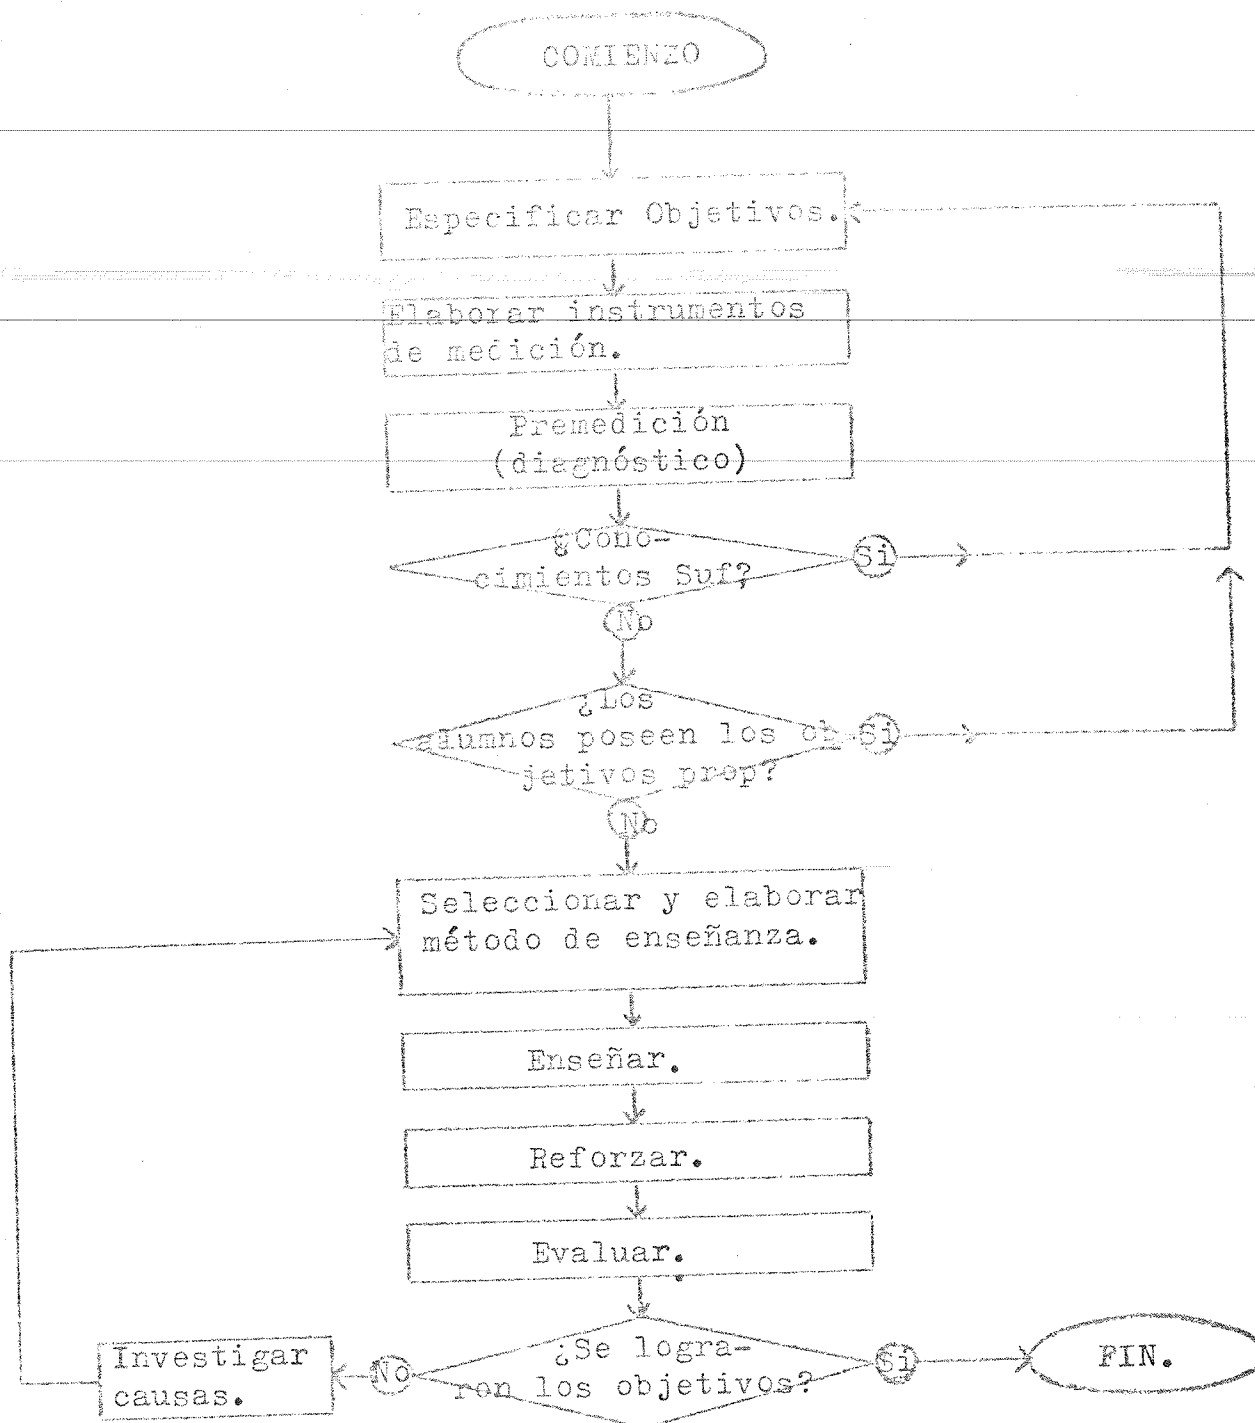 COMIENZO
Especificar Objetivos.
Elaborar instrumentos
de medición.
Premedición
(diagnóstico)
¿Cono-
cimientos Suf?
Si
No
¿Los
alumnos poseen los ob
Si
jetivos prep?
No
Seleccionar y elaborar
método de enseñanza.
Enseñar.
Reforzar.
Evaluar.
¿Se logra-
ron los objetivos?
Si
FIN.
No
Investigar
causas.